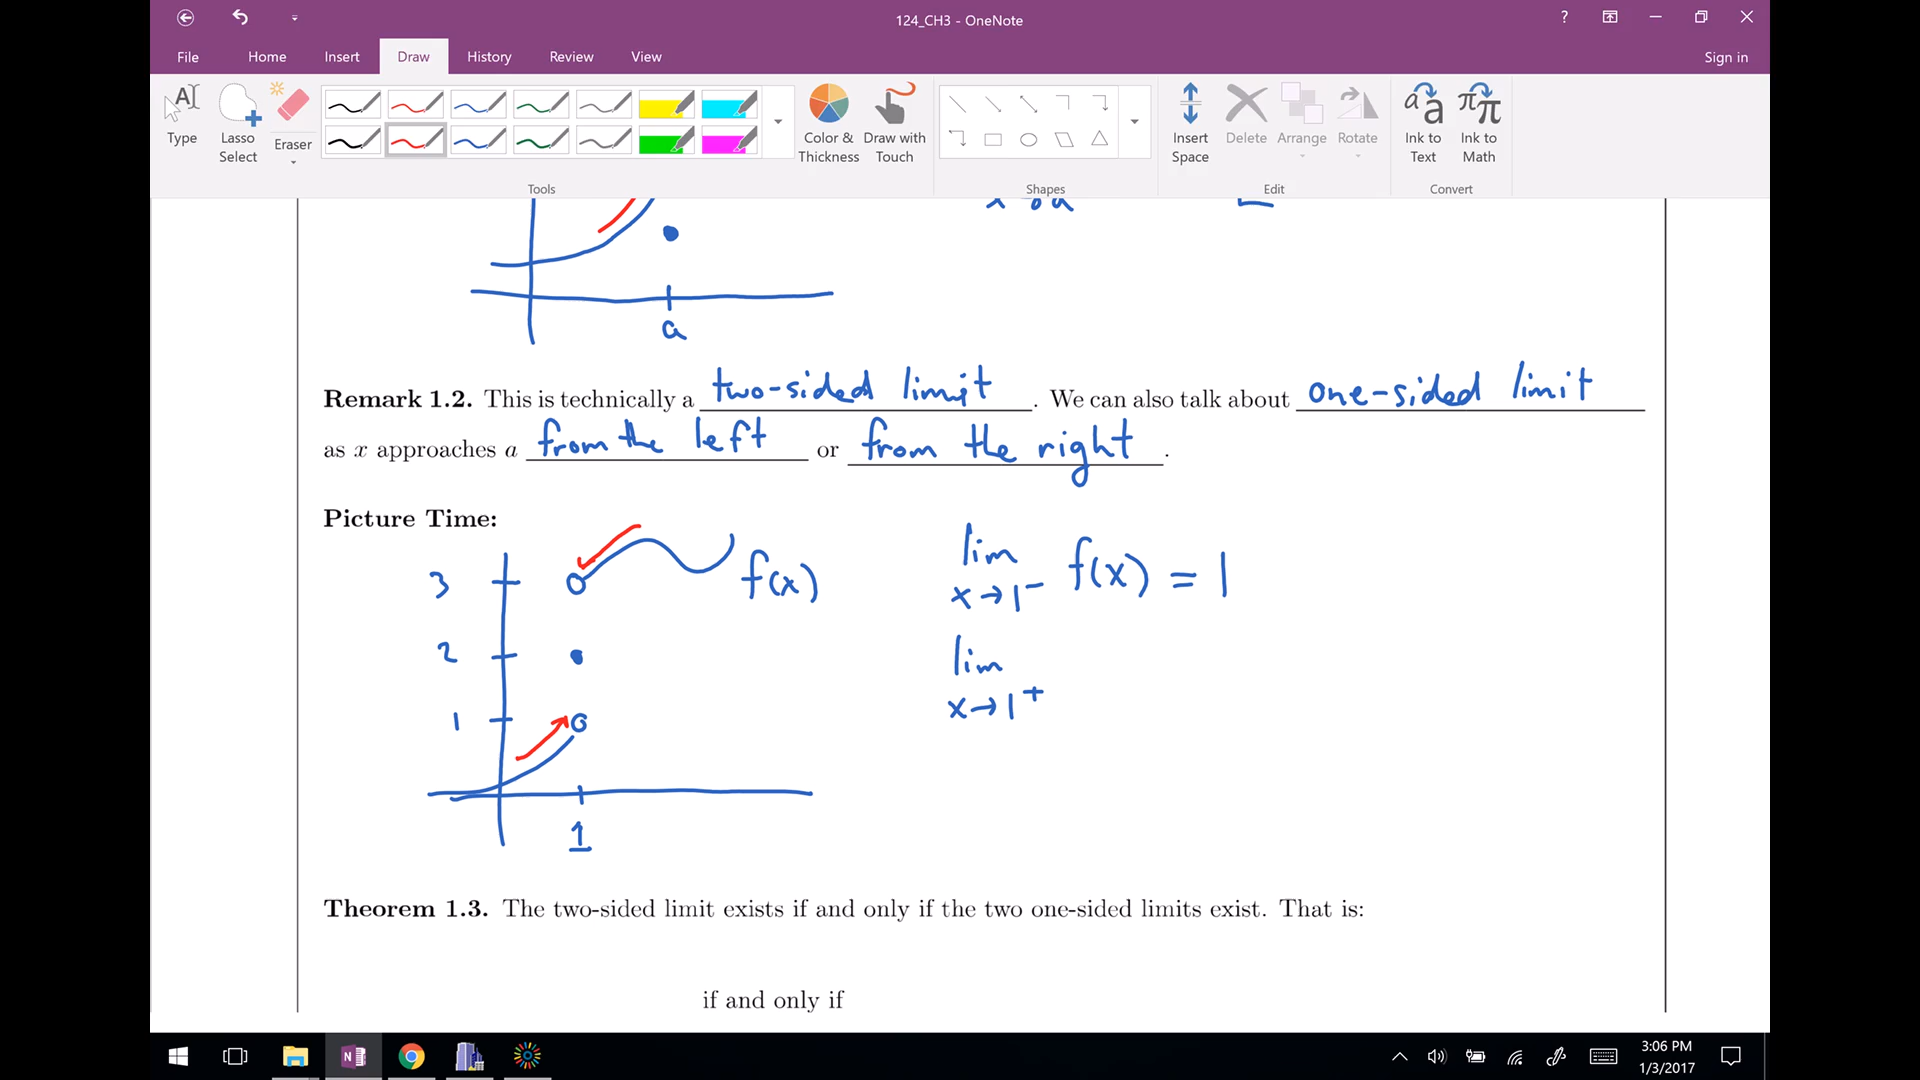 124_CH3 - OneNote
?
File Home Insert Draw History Review View Sign in
Type
Lasso Select
Eraser
Color & Thickness
Draw with Touch
Insert Space
Delete
Arrange
Rotate
Ink to Text
Ink to Math
Tools Shapes Edit Convert
x→a L
a
Remark 1.2. This is technically a two-sided limit. We can also talk about one-sided limit
as x approaches a from the left or from the right.
Picture Time:
3
2
1
1
f(x)
lim x→1⁻ f(x) = 1
lim x→1⁺
Theorem 1.3. The two-sided limit exists if and only if the two one-sided limits exist. That is:
if and only if
3:06 PM
1/3/2017